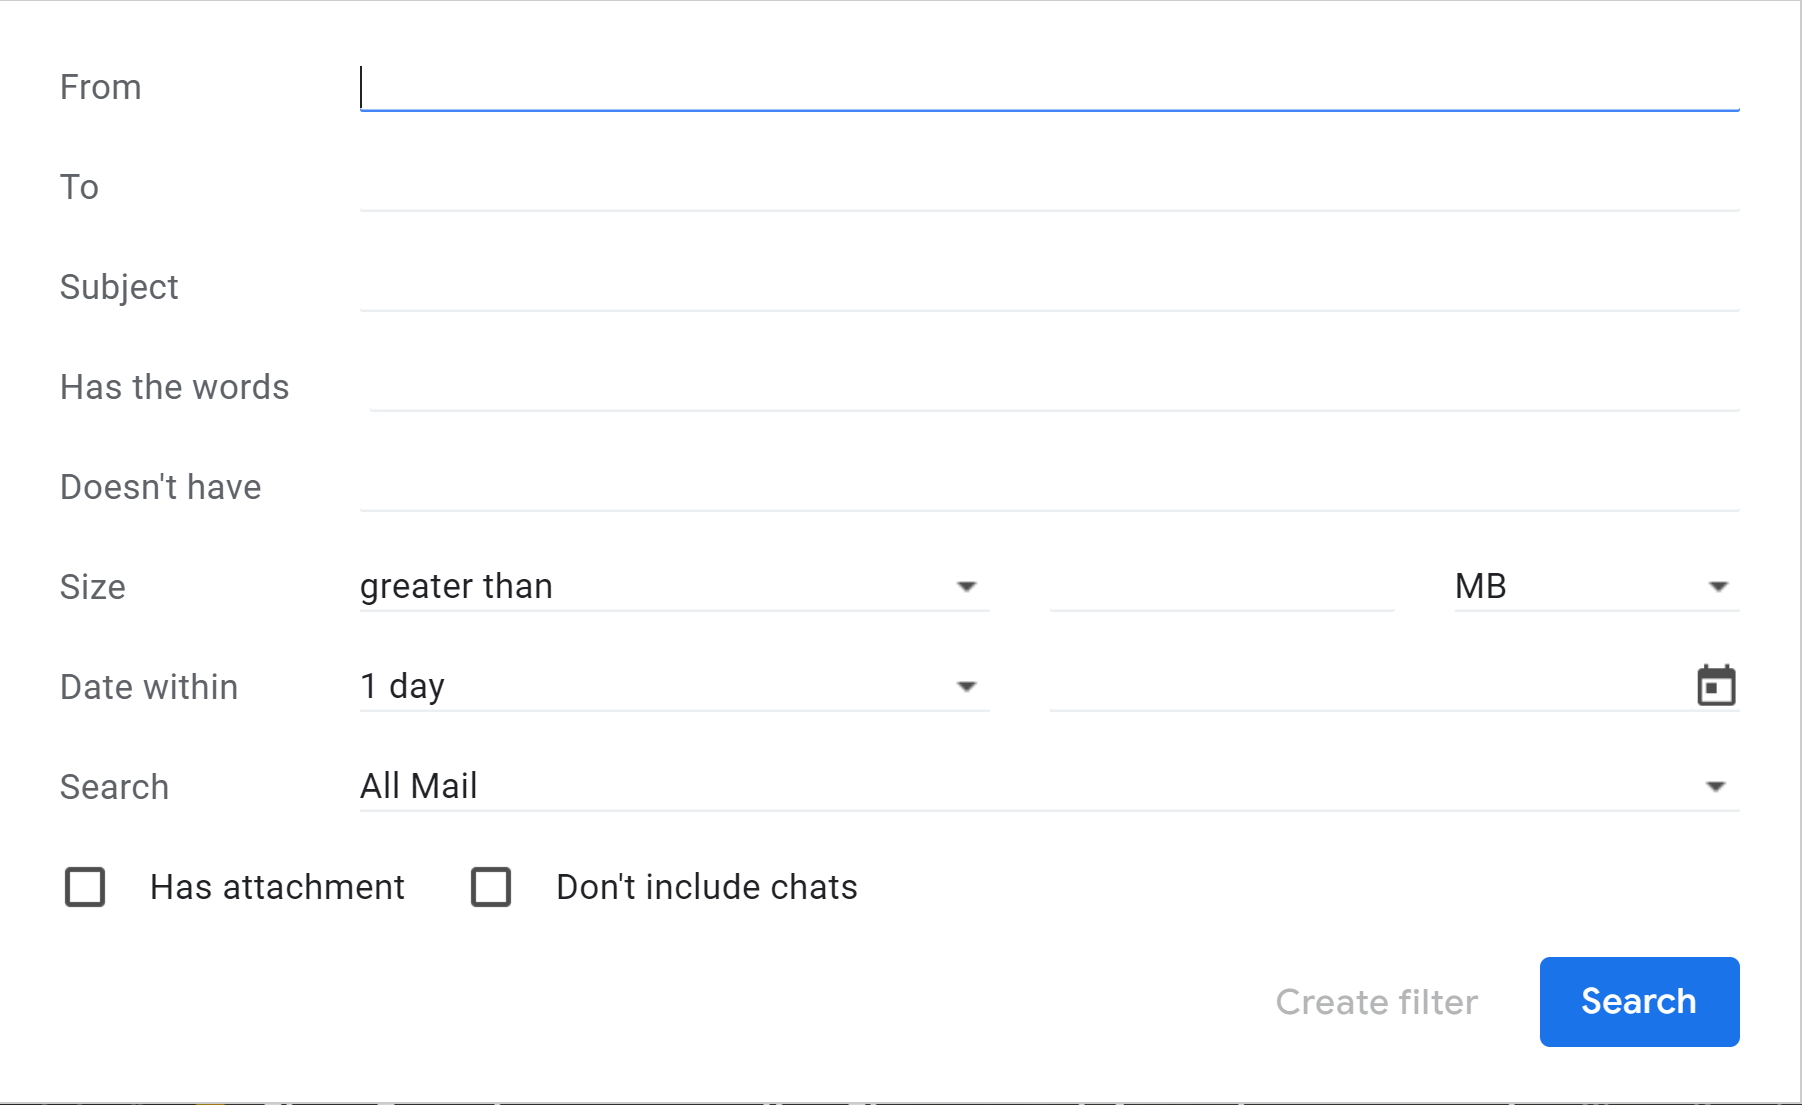 From
To
Subject
Has the words
Doesn't have
Size greater than MB
Date within 1 day
Search All Mail
Has attachment Don't include chats
Create filter Search